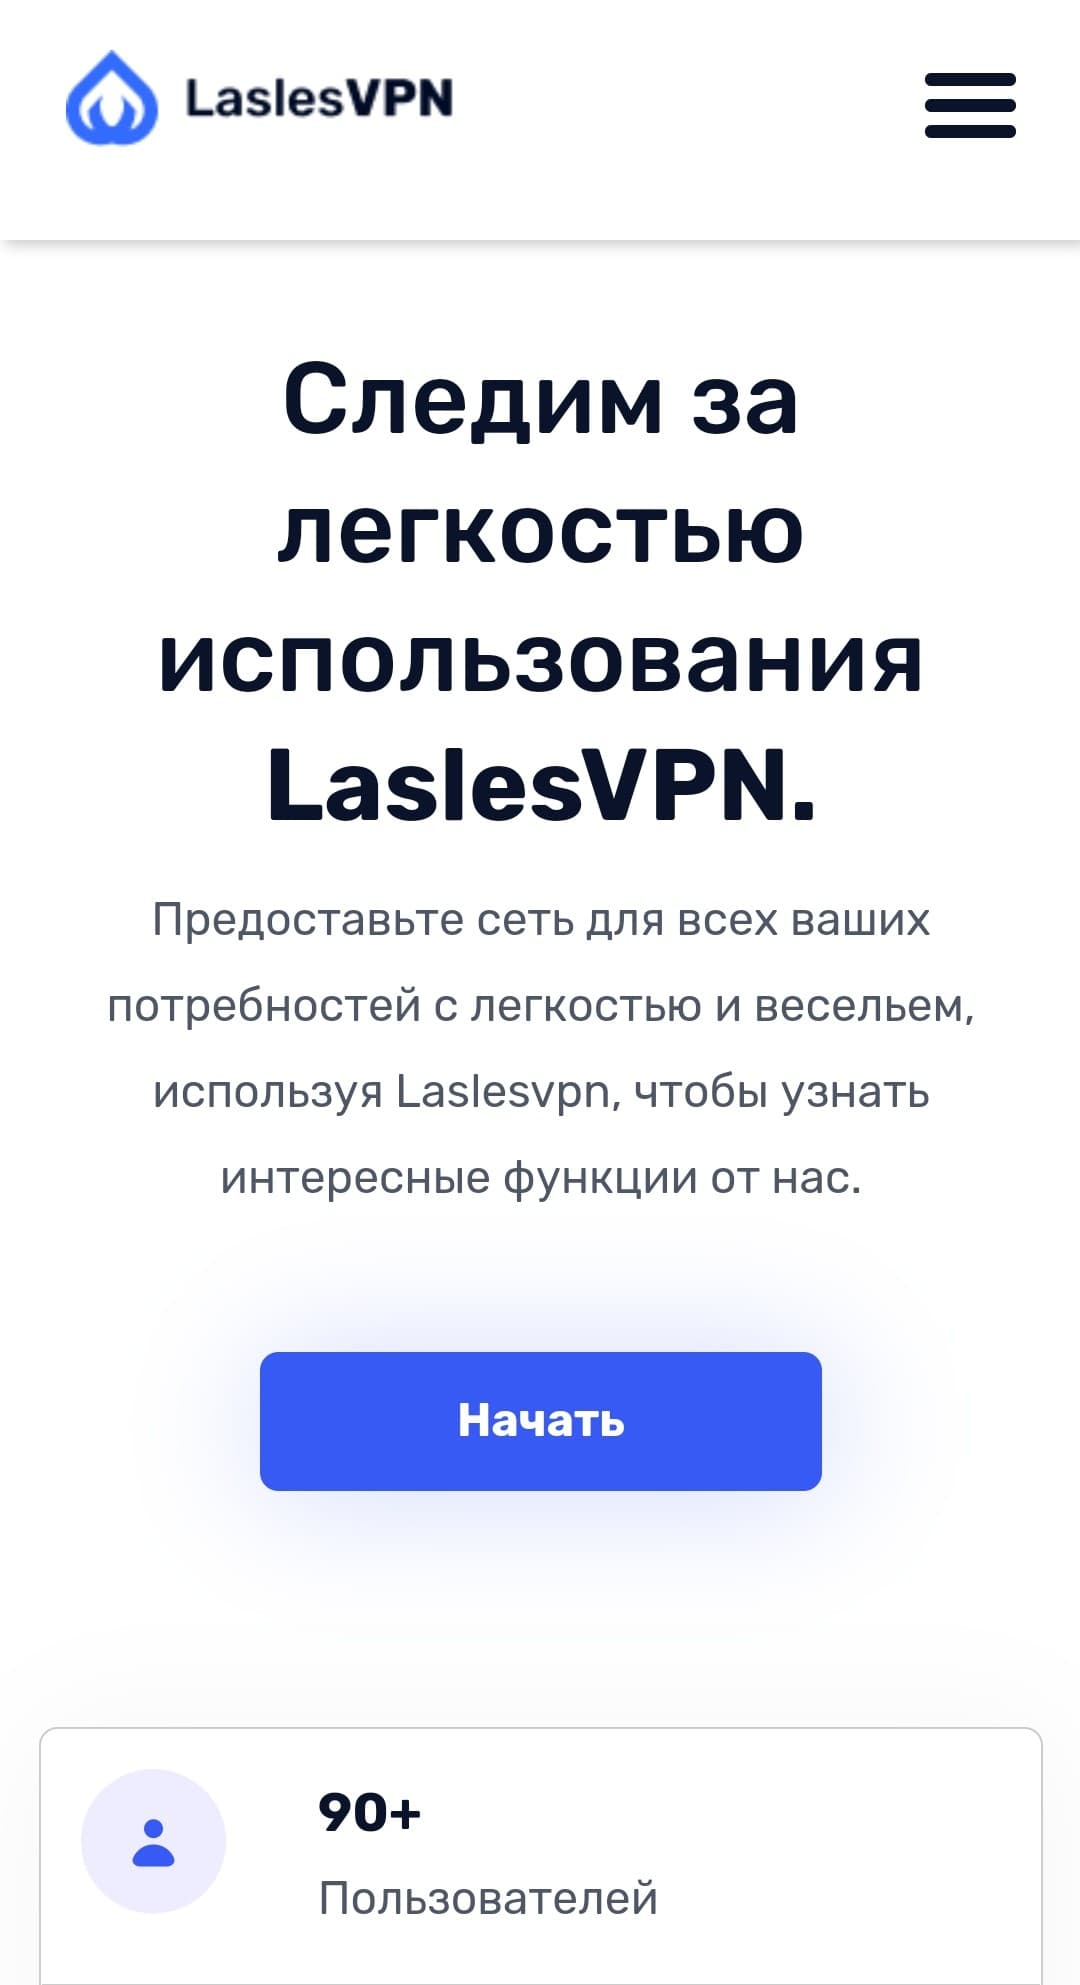 LaslesVPN
Следим за
легкостью
использования
LaslesVPN.
Предоставьте сеть для всех ваших
потребностей с легкостью и весельем,
используя Laslesvpn, чтобы узнать
интересные функции от нас.
Начать
90+
Пользователей